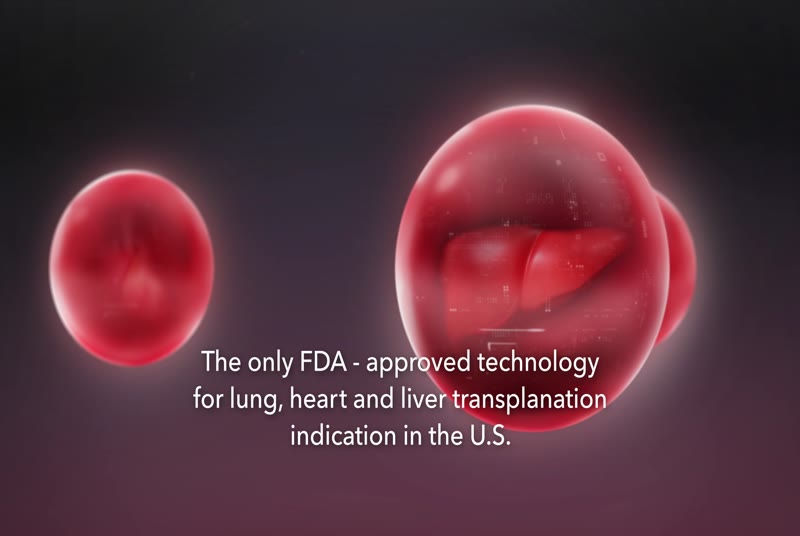 The only FDA - approved technology
for lung, heart and liver transplanation
indication in the U.S.